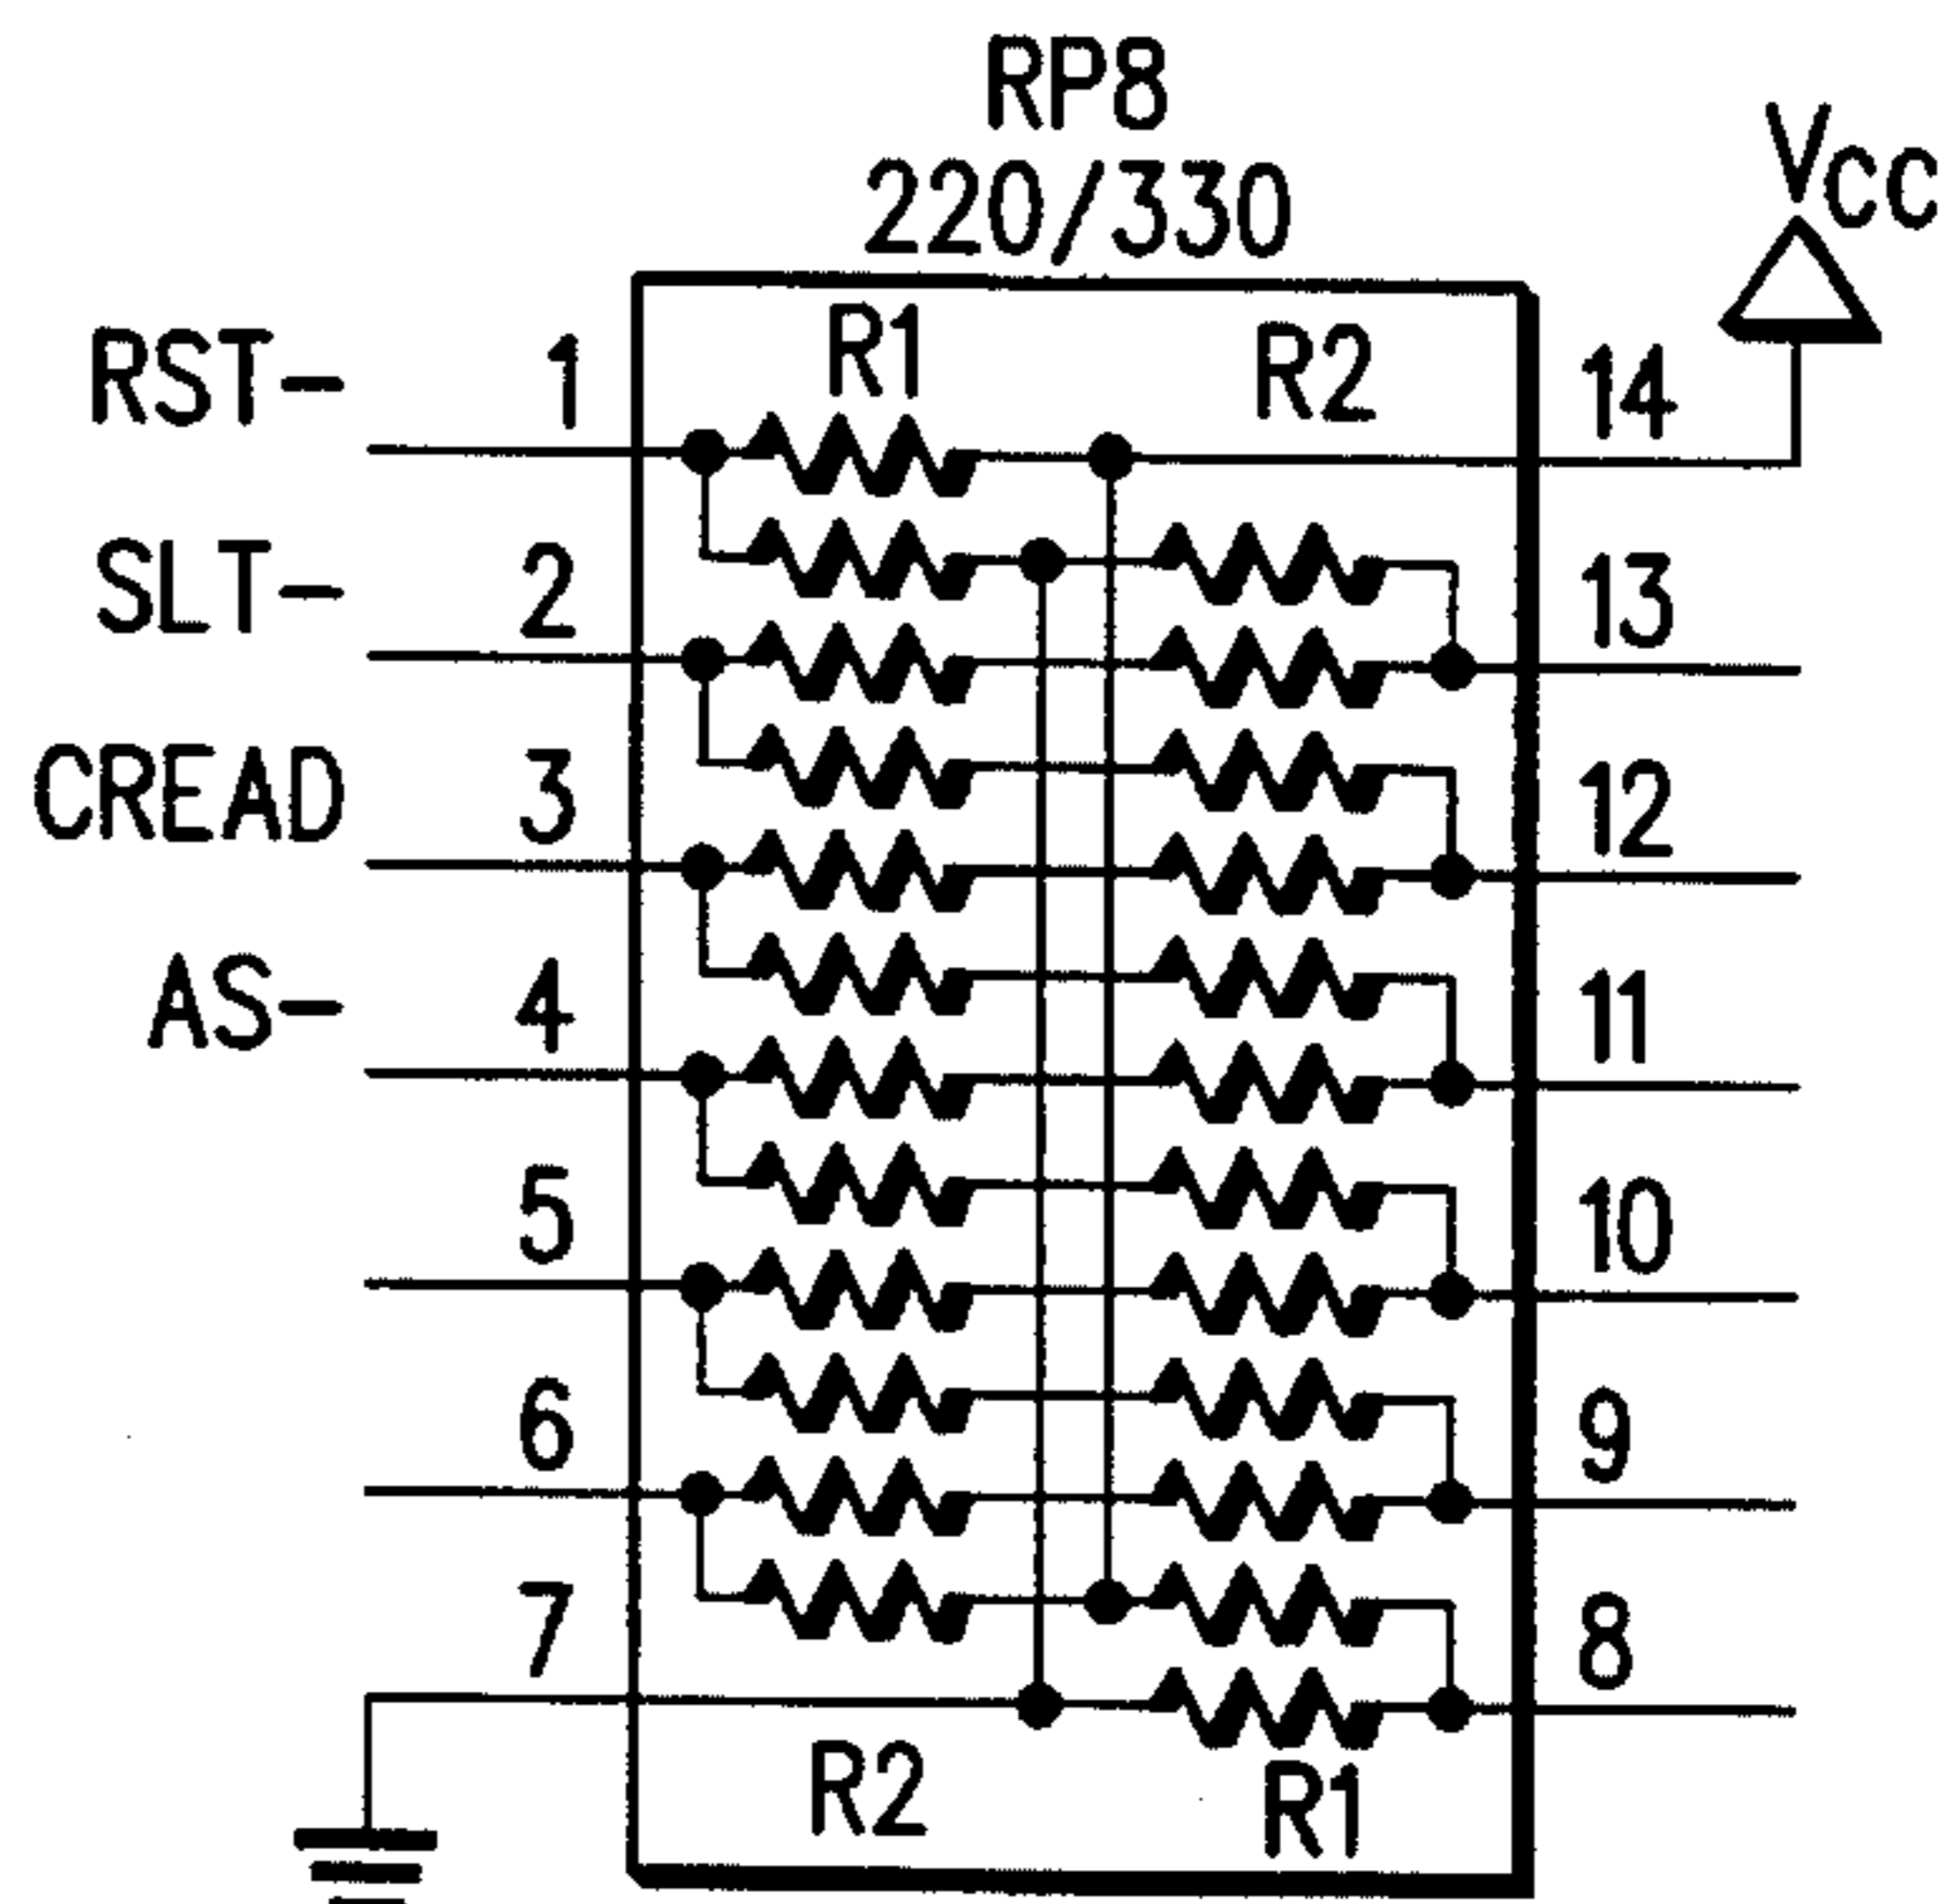 RP8
220/330
VCC
R1
R2
RST- 1
14
SLT- 2
13
CREAD 3
12
AS- 4
11
5
10
6
9
7
8
R2
R1